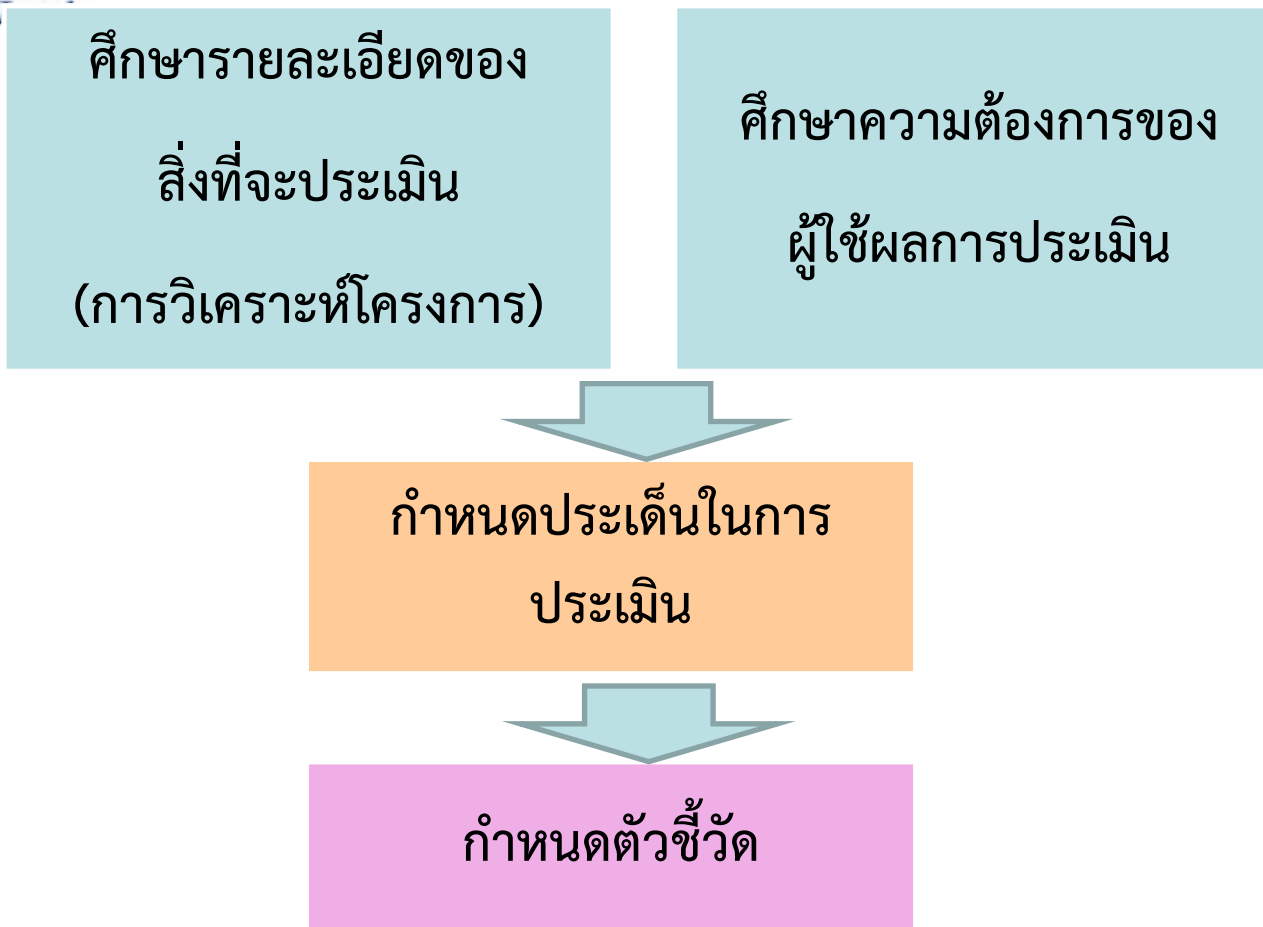 ศึกษารายละเอียดของ
สิ่งที่จะประเมิน
(การวิเคราะห์โครงการ)
ศึกษาความต้องการของ
ผู้ใช้ผลการประเมิน
กำหนดประเด็นในการ
ประเมิน
กำหนดตัวชี้วัด